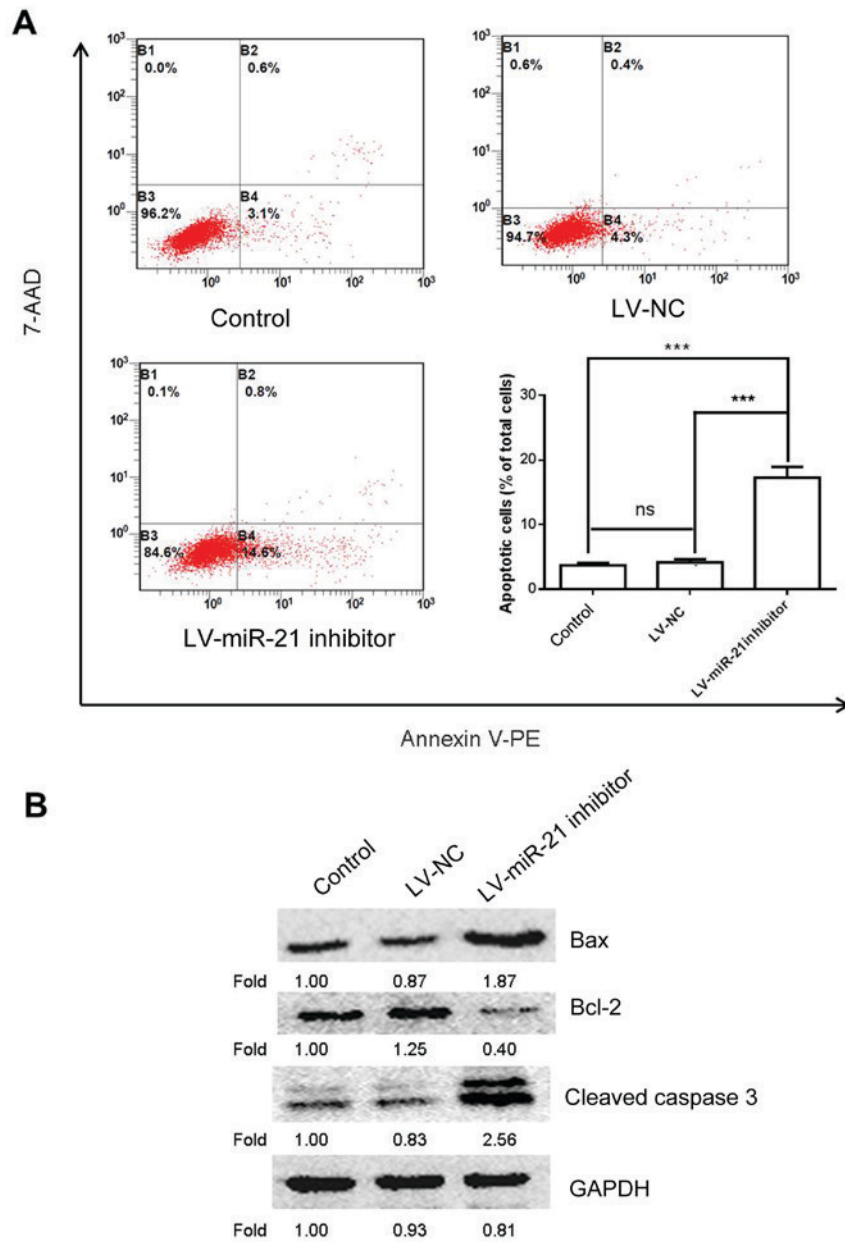 A
7-AAD
10³
10²
10¹
10⁰
B1
0.0%
B2
0.6%
B3
96.2%
B4
3.1%
10⁰ 10¹ 10² 10³
Control
10³
10²
10¹
10⁰
B1
0.6%
B2
0.4%
B3
94.7%
B4
4.3%
10⁰ 10¹ 10² 10³
LV-NC
10³
10²
10¹
10⁰
B1
0.1%
B2
0.8%
B3
84.6%
B4
14.6%
10⁰ 10¹ 10² 10³
LV-miR-21 inhibitor
Apoptotic cells (% of total cells)
30
20
10
0
***
***
ns
Control
LV-NC
LV-miR-21 inhibitor
Annexin V-PE
B
Control LV-NC LV-miR-21 inhibitor
Bax
Fold 1.00 0.87 1.87
Bcl-2
Fold 1.00 1.25 0.40
Cleaved caspase 3
Fold 1.00 0.83 2.56
GAPDH
Fold 1.00 0.93 0.81